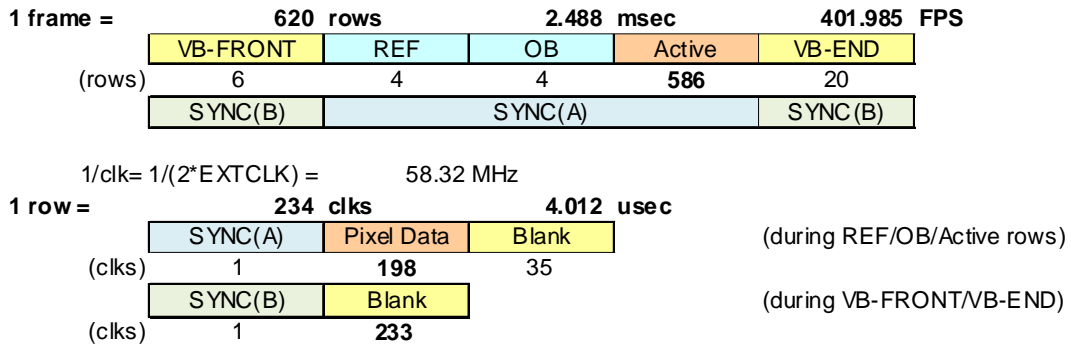 1 frame = 620 rows 2.488 msec 401.985 FPS
VB-FRONT REF OB Active VB-END
(rows) 6 4 4 586 20
SYNC(B) SYNC(A) SYNC(B)
1/clk= 1/(2*EXTCLK) = 58.32 MHz
1 row = 234 clks 4.012 usec
SYNC(A) Pixel Data Blank (during REF/OB/Active rows)
(clks) 1 198 35
SYNC(B) Blank (during VB-FRONT/VB-END)
(clks) 1 233